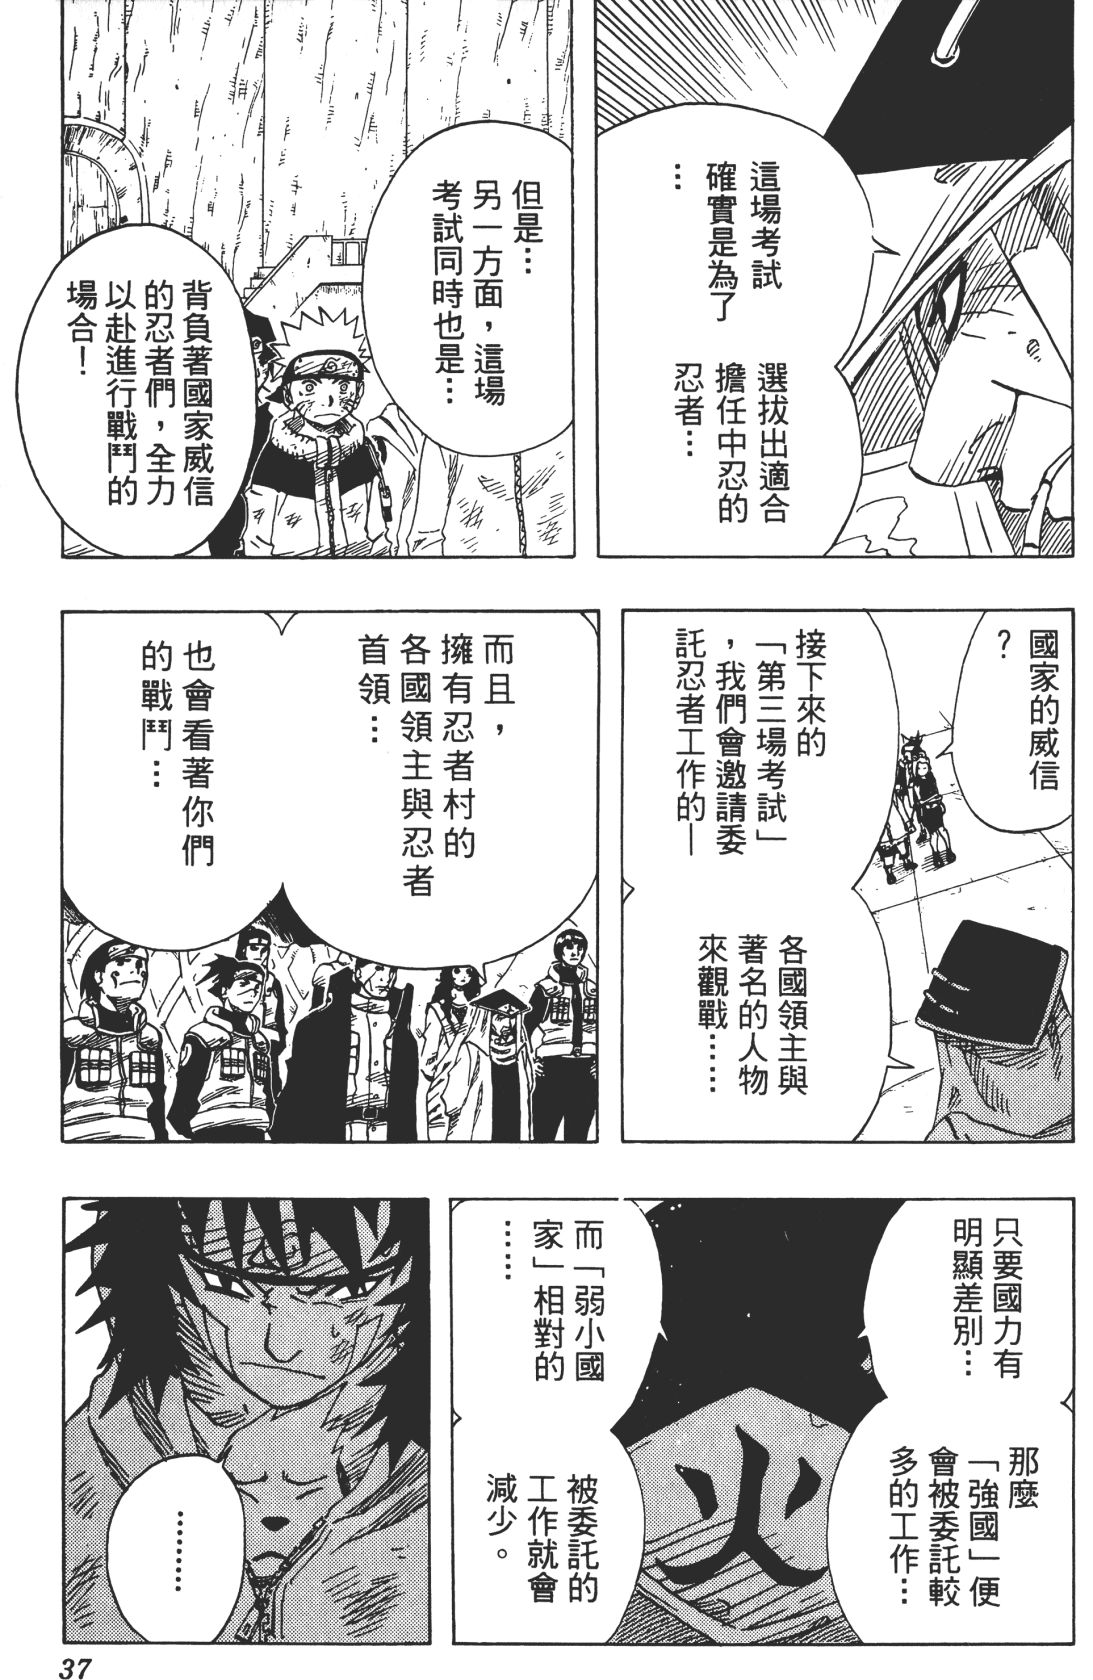 這場考試
確實是為了
…
選拔出適合
擔任中忍的
忍者…
但是…
另一方面，這場
考試同時也是…
背負著國家威信
的忍者們，全力
以赴進行戰鬥的
場合！
國家的威信
？
接下來的
「第三場考試」
，我們會邀請委
託忍者工作的—
各國領主與
著名的人物
來觀戰……
而且，
擁有忍者村的
各國領主與忍者
首領…
也會看著你們
的戰鬥…
只要國力有
明顯差別…
那麼
「強國」便
會被委託較
多的工作…
火
而「弱小國
家」相對的
……
被委託的
工作就會
減少。
………
37